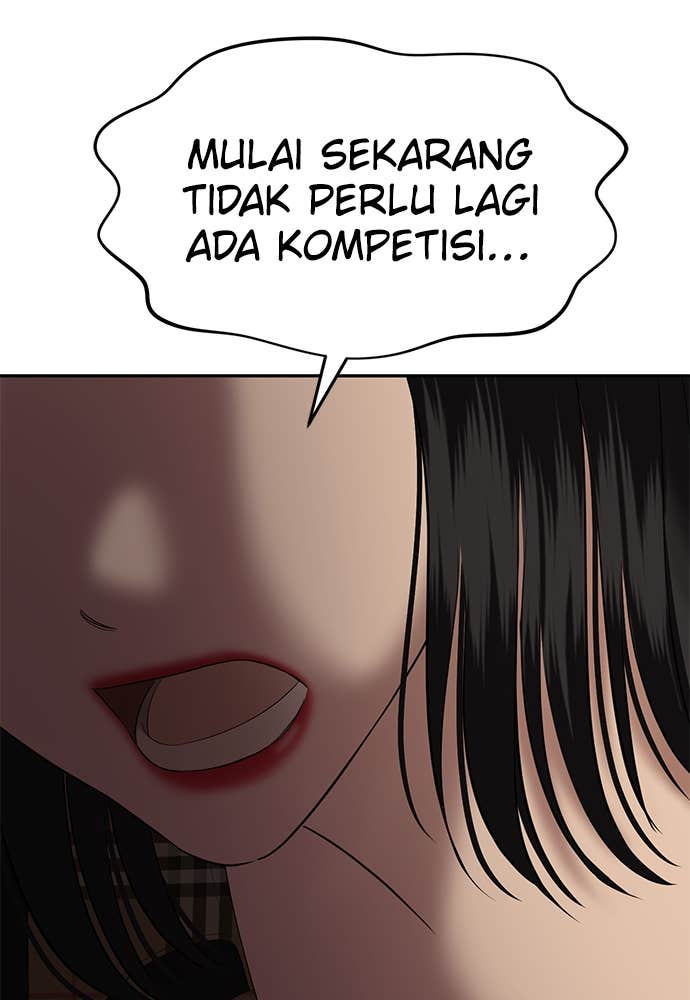 MULAI SEKARANG
TIDAK PERLU LAGI
ADA KOMPETISI...